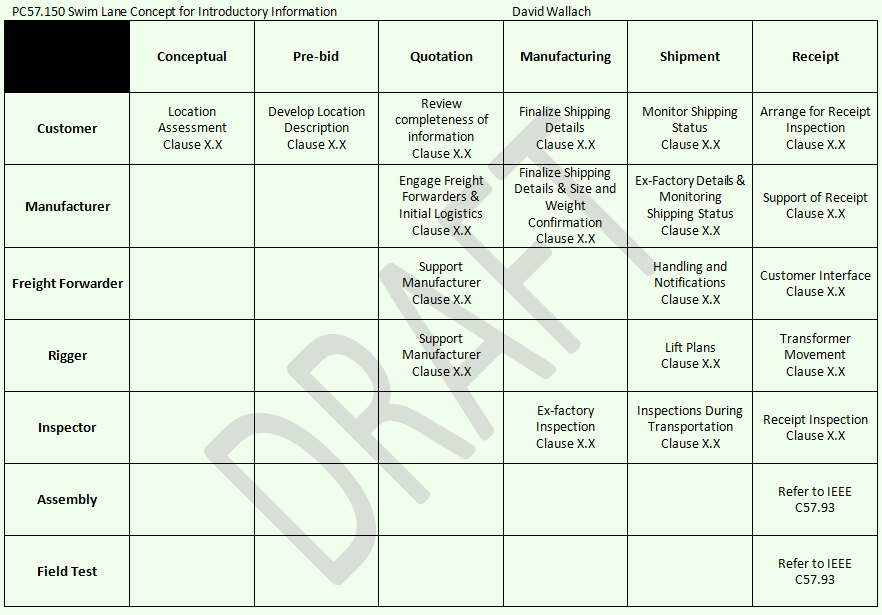 PC57.150 Swim Lane Concept for Introductory Information
David Wallach
Conceptual
Pre-bid
Quotation
Manufacturing
Shipment
Receipt
Customer
Location
Assessment
Clause X.X
Develop Location
Description
Clause X.X
Review
completeness of
information
Clause X.X
Finalize Shipping
Details
Clause X.X
Monitor Shipping
Status
Clause X.X
Arrange for Receipt
Inspection
Clause X.X
Manufacturer
Engage Freight
Forwarders &
Initial Logistics
Clause X.X
Finalize Shipping
Details & Size and
Weight
Confirmation
Clause X.X
Ex-Factory Details &
Monitoring
Shipping Status
Clause X.X
Support of Receipt
Clause X.X
Freight Forwarder
Support
Manufacturer
Clause X.X
Handling and
Notifications
Clause X.X
Customer Interface
Clause X.X
Rigger
Support
Manufacturer
Clause X.X
Lift Plans
Clause X.X
Transformer
Movement
Clause X.X
Inspector
Ex-factory
Inspection
Clause X.X
Inspections During
Transportation
Clause X.X
Receipt Inspection
Clause X.X
Assembly
Refer to IEEE
C57.93
Field Test
Refer to IEEE
C57.93
DRAFT